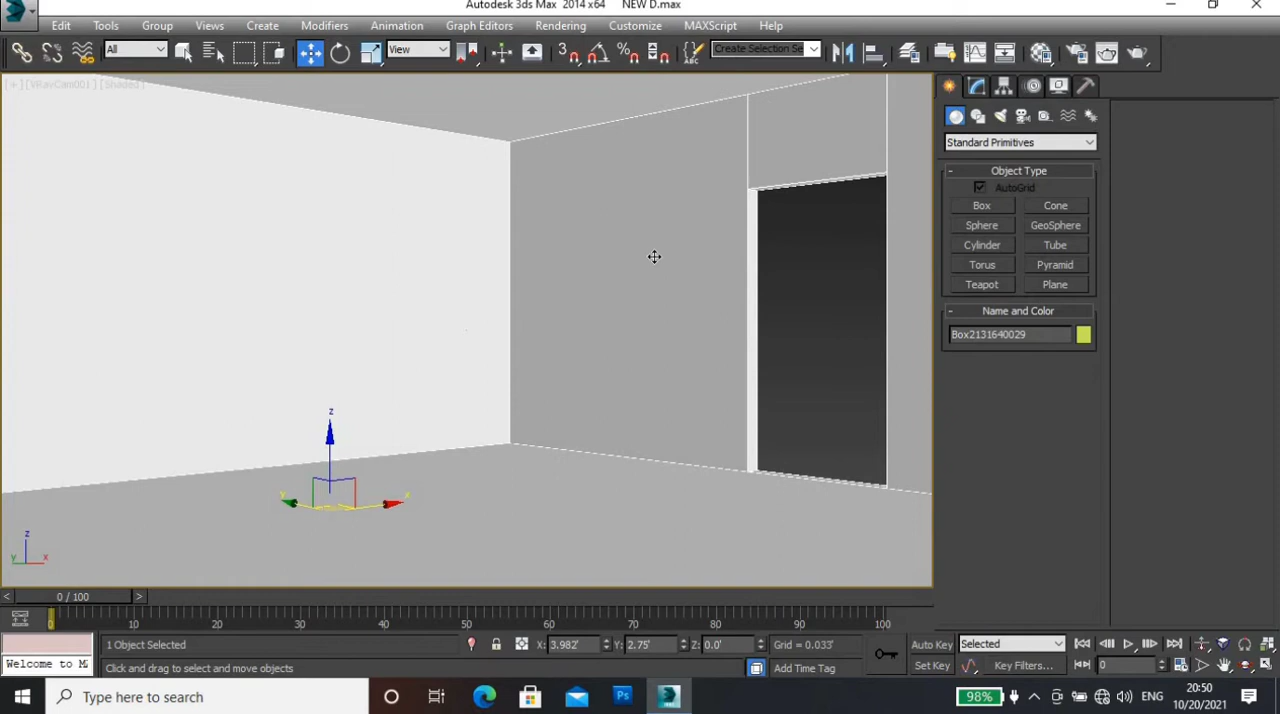 Autodesk 3ds Max 2014 x64 NEW D.max
Edit Tools Group Views Create Modifiers Animation Graph Editors Rendering Customize MAXScript Help
All View 3 Create Selection Se
[+] [VRayCam001] [Shaded]
Standard Primitives
- Object Type
AutoGrid
Box Cone
Sphere GeoSphere
Cylinder Tube
Torus Pyramid
Teapot Plane
- Name and Color
Box2131640029
z
y x
z
y x
< 0 / 100 >
0 10 20 30 40 50 60 70 80 90 100
1 Object Selected X: 3.982' Y: 2.75' Z: 0.0' Grid = 0.033' Auto Key Selected
Welcome to M Click and drag to select and move objects Add Time Tag Set Key Key Filters... 0
Type here to search Ps 98% ENG 20:50
10/20/2021